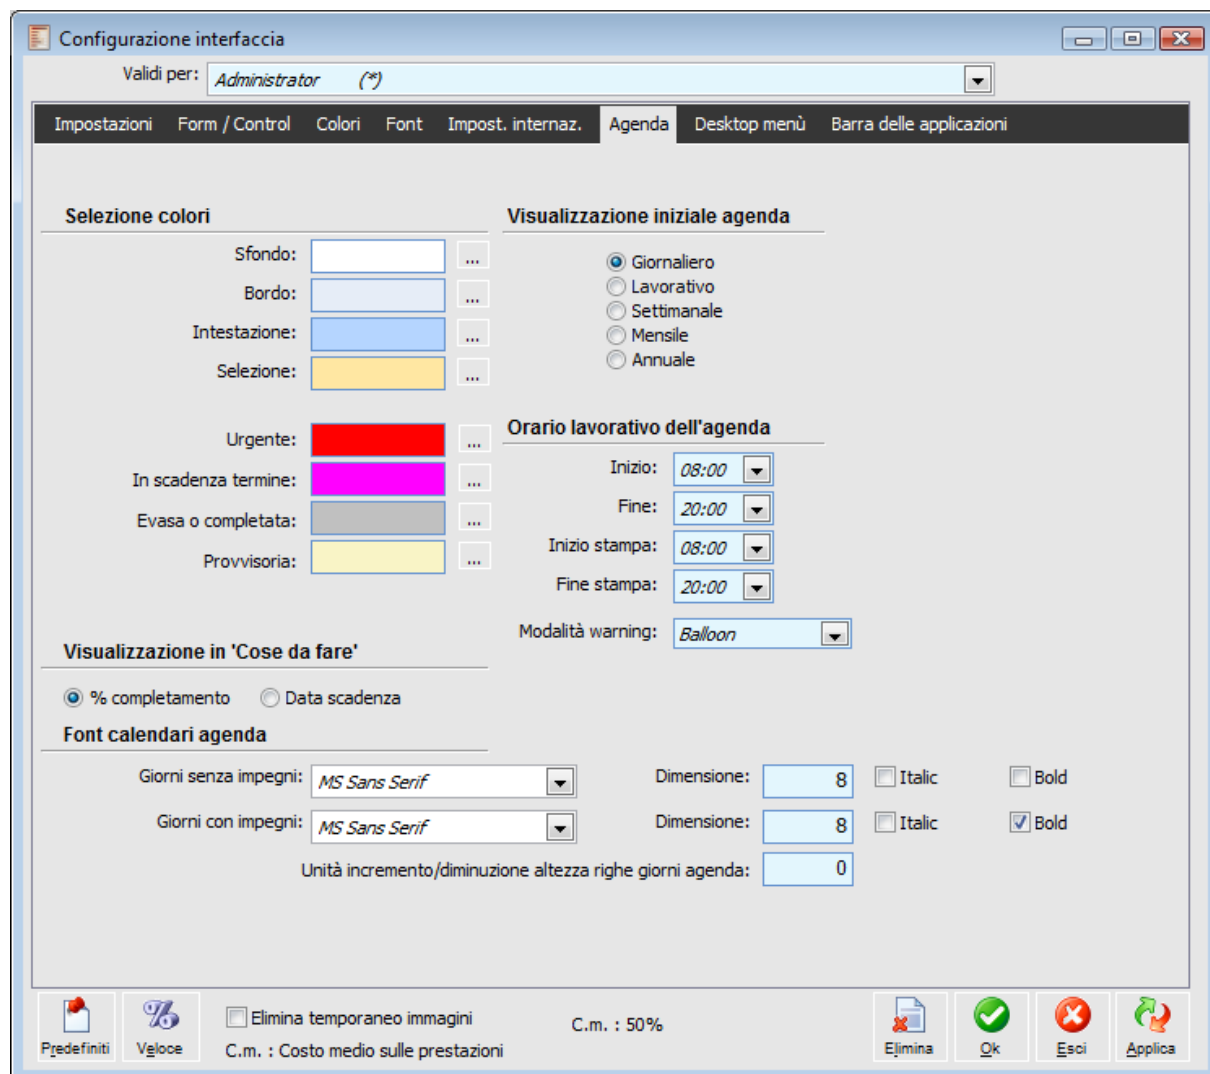 Configurazione interfaccia
Validi per: Administrator (*)
Impostazioni Form / Control Colori Font Impost. internaz. Agenda Desktop menù Barra delle applicazioni
Selezione colori
Sfondo: ...
Bordo: ...
Intestazione: ...
Selezione: ...
Urgente: ...
In scadenza termine: ...
Evasa o completata: ...
Provvisoria: ...
Visualizzazione iniziale agenda
Giornaliero
Lavorativo
Settimanale
Mensile
Annuale
Orario lavorativo dell'agenda
Inizio: 08:00
Fine: 20:00
Inizio stampa: 08:00
Fine stampa: 20:00
Modalità warning: Balloon
Visualizzazione in 'Cose da fare'
% completamento Data scadenza
Font calendari agenda
Giorni senza impegni: MS Sans Serif Dimensione: 8 Italic Bold
Giorni con impegni: MS Sans Serif Dimensione: 8 Italic Bold
Unità incremento/diminuzione altezza righe giorni agenda: 0
Predefiniti Veloce
Elimina temporaneo immagini C.m. : 50%
C.m. : Costo medio sulle prestazioni
Elimina Ok Esci Applica